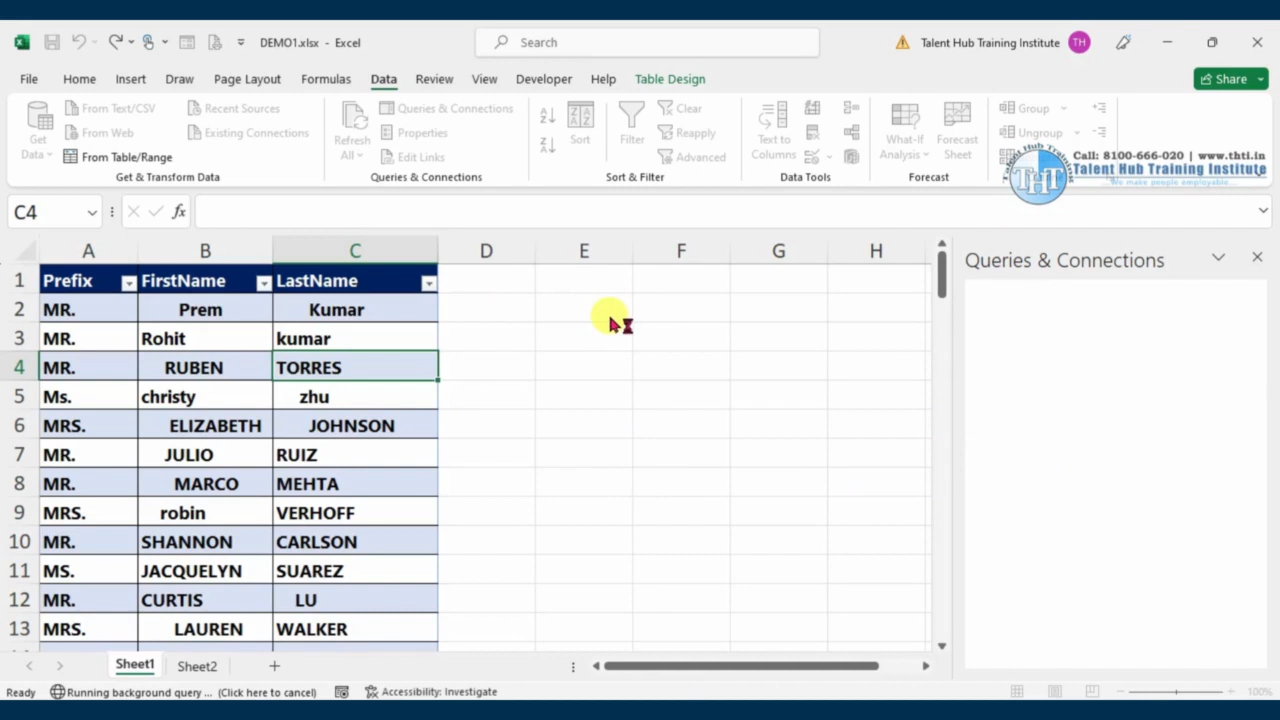 DEMO1.xlsx - Excel
Search
Talent Hub Training Institute
TH
File Home Insert Draw Page Layout Formulas Data Review View Developer Help Table Design
Share
Get Data
From Text/CSV
From Web
From Table/Range
Recent Sources
Existing Connections
Get & Transform Data
Refresh All
Queries & Connections
Properties
Edit Links
Queries & Connections
Sort
Filter
Clear
Reapply
Advanced
Sort & Filter
Text to Columns
Data Tools
What-If Analysis
Forecast Sheet
Forecast
Group
Ungroup
Call: 8100-666-020 | www.thti.in
Talent Hub Training Institute
...We make people employable...
THT
C4
fx
A B C D E F G H
1 Prefix FirstName LastName
2 MR. Prem Kumar
3 MR. Rohit kumar
4 MR. RUBEN TORRES
5 Ms. christy zhu
6 MRS. ELIZABETH JOHNSON
7 MR. JULIO RUIZ
8 MR. MARCO MEHTA
9 MRS. robin VERHOFF
10 MR. SHANNON CARLSON
11 MS. JACQUELYN SUAREZ
12 MR. CURTIS LU
13 MRS. LAUREN WALKER
Queries & Connections
Sheet1 Sheet2
Ready Running background query ... (Click here to cancel) Accessibility: Investigate
100%